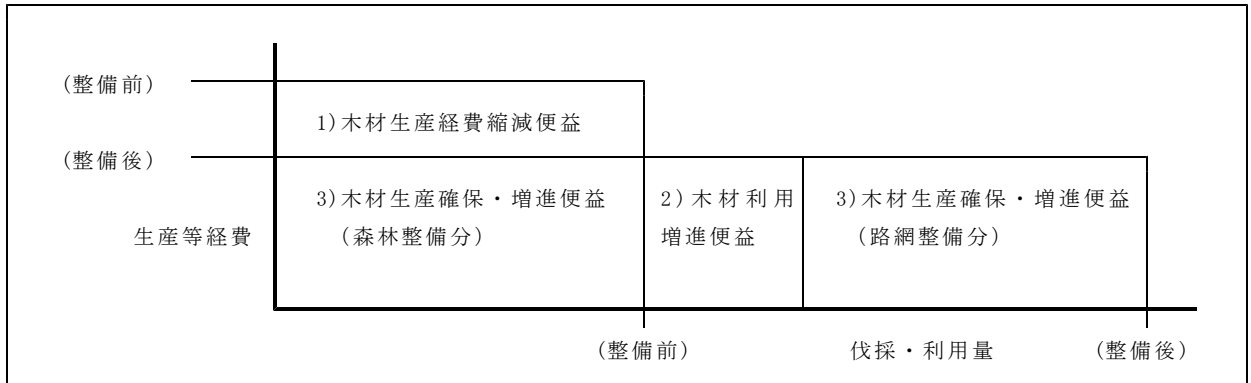 (整備前)
1)木材生産経費縮減便益
(整備後)
3)木材生産確保・増進便益
(森林整備分)
2)木材利用
増進便益
3)木材生産確保・増進便益
(路網整備分)
生産等経費
(整備前)
伐採・利用量
(整備後)